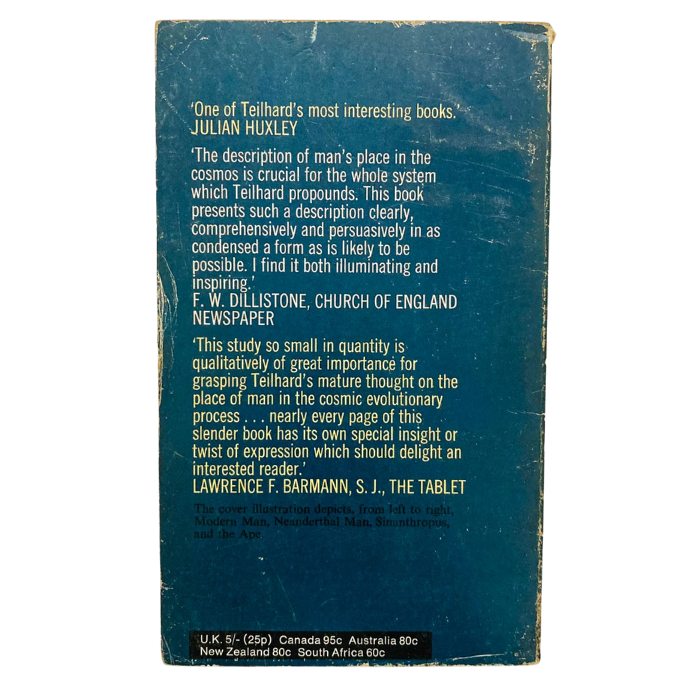 ‘One of Teilhard’s most interesting books.’
JULIAN HUXLEY
‘The description of man’s place in the
cosmos is crucial for the whole system
which Teilhard propounds. This book
presents such a description clearly,
comprehensively and persuasively in as
condensed a form as is likely to be
possible. I find it both illuminating and
inspiring.’
F. W. DILLISTONE, CHURCH OF ENGLAND
NEWSPAPER
‘This study so small in quantity is
qualitatively of great importance for
grasping Teilhard’s mature thought on the
place of man in the cosmic evolutionary
process . . . nearly every page of this
slender book has its own special insight or
twist of expression which should delight an
interested reader.’
LAWRENCE F. BARMANN, S. J., THE TABLET
The cover illustration depicts, from left to right,
Modern Man, Neanderthal Man, Sinanthropus,
and the Ape
U.K. 5/- (25p) Canada 95c Australia 80c
New Zealand 80c South Africa 60c